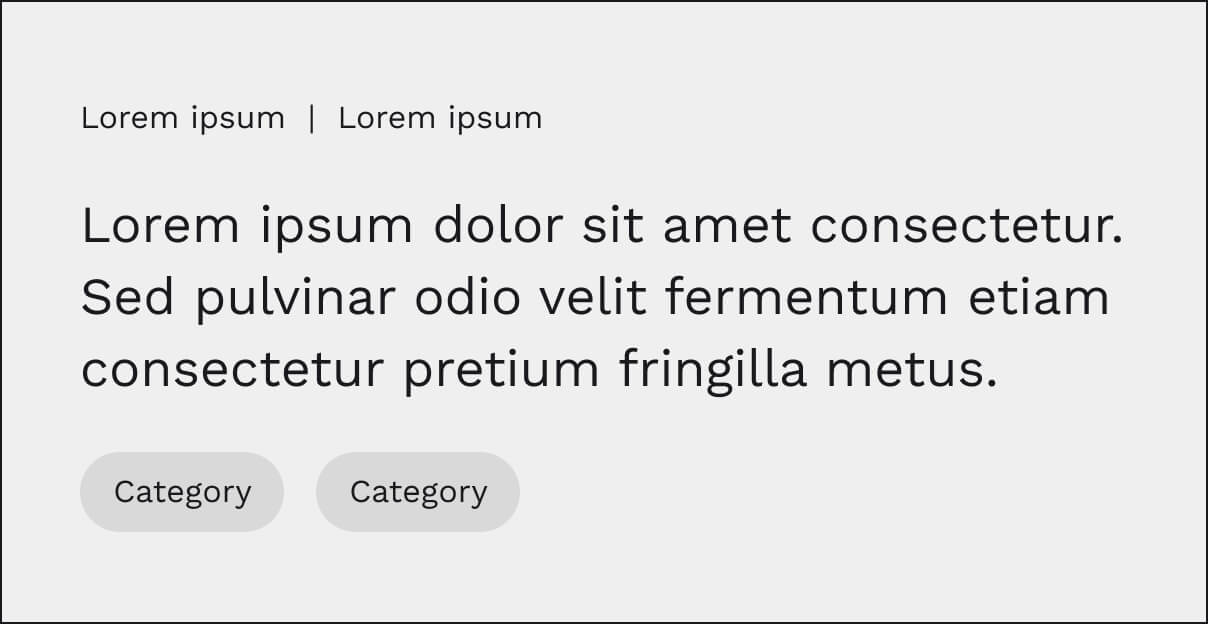 Lorem ipsum | Lorem ipsum
Lorem ipsum dolor sit amet consectetur.
Sed pulvinar odio velit fermentum etiam
consectetur pretium fringilla metus.
Category Category